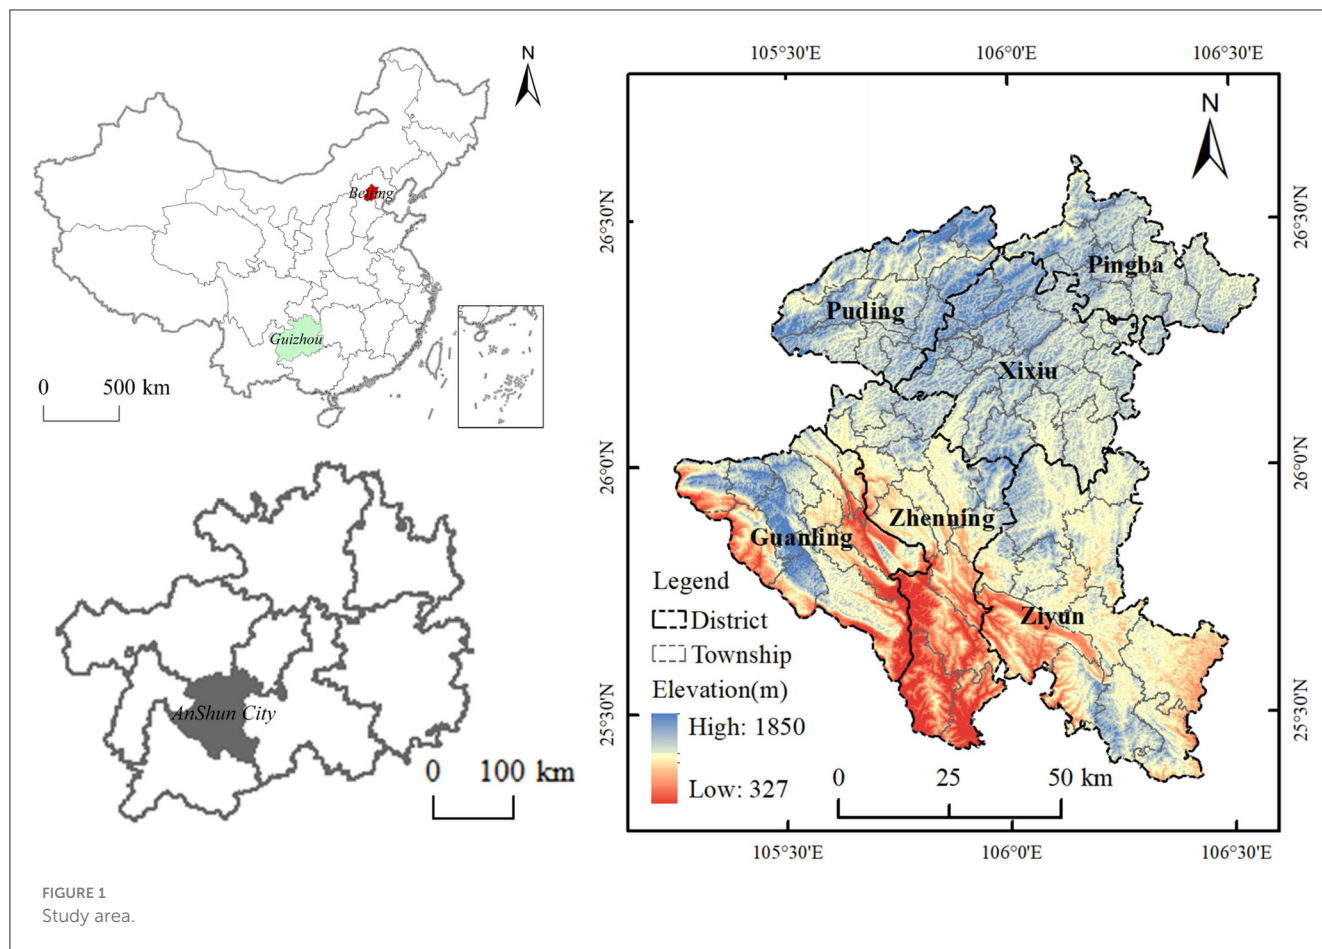 N
Beijing
Guizhou
0 500 km
AnShun City
0 100 km
105°30'E 106°0'E 106°30'E
N
26°30'N
26°30'N
Pingba
Puding
Xixiu
26°0'N
26°0'N
Zhenning
Guanling
Legend
District
Ziyun
Township
Elevation(m)
25°30'N
25°30'N
High: 1850
Low: 327
0 25 50 km
105°30'E 106°0'E 106°30'E
FIGURE 1
Study area.